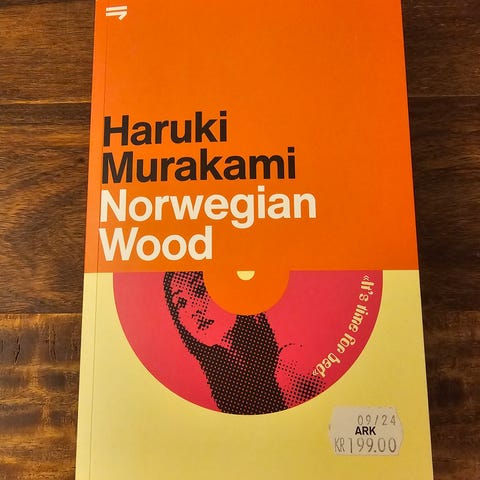 Haruki
Murakami
Norwegian
Wood
«It's time for bed»
09/24
ARK
KR 199.00